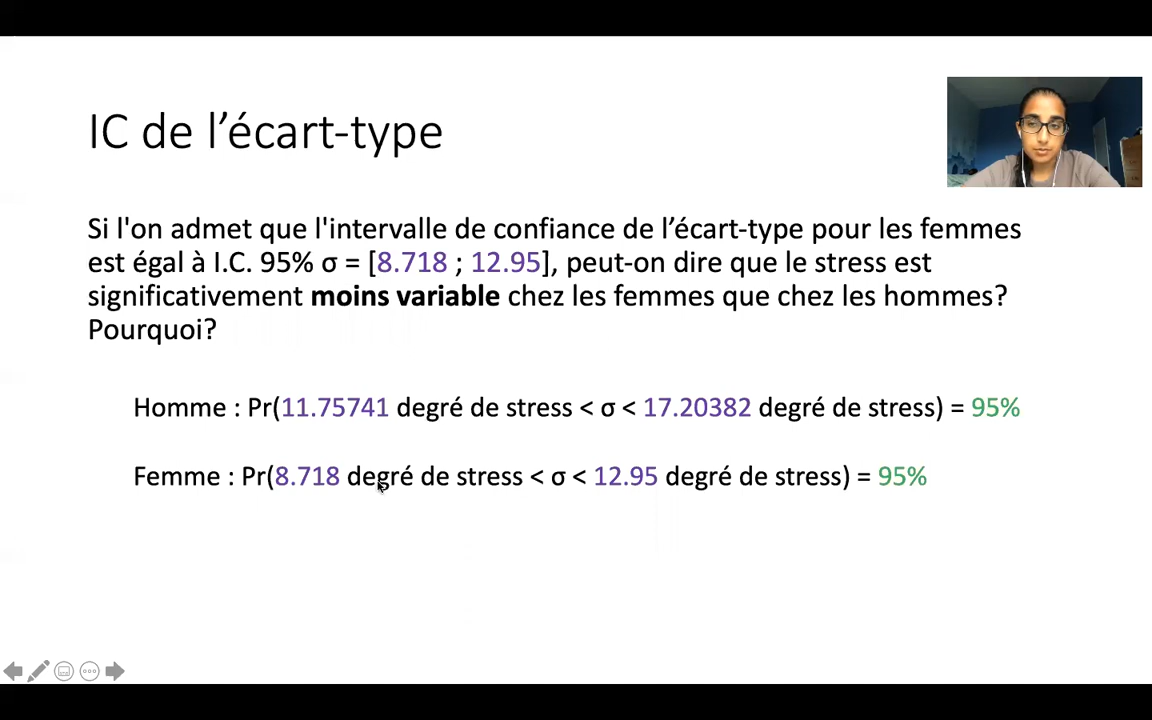 IC de l’écart-type
Si l'on admet que l'intervalle de confiance de l’écart-type pour les femmes
est égal à I.C. 95% σ = [8.718 ; 12.95], peut-on dire que le stress est
significativement moins variable chez les femmes que chez les hommes?
Pourquoi?
Homme : Pr(11.75741 degré de stress < σ < 17.20382 degré de stress) = 95%
Femme : Pr(8.718 degré de stress < σ < 12.95 degré de stress) = 95%